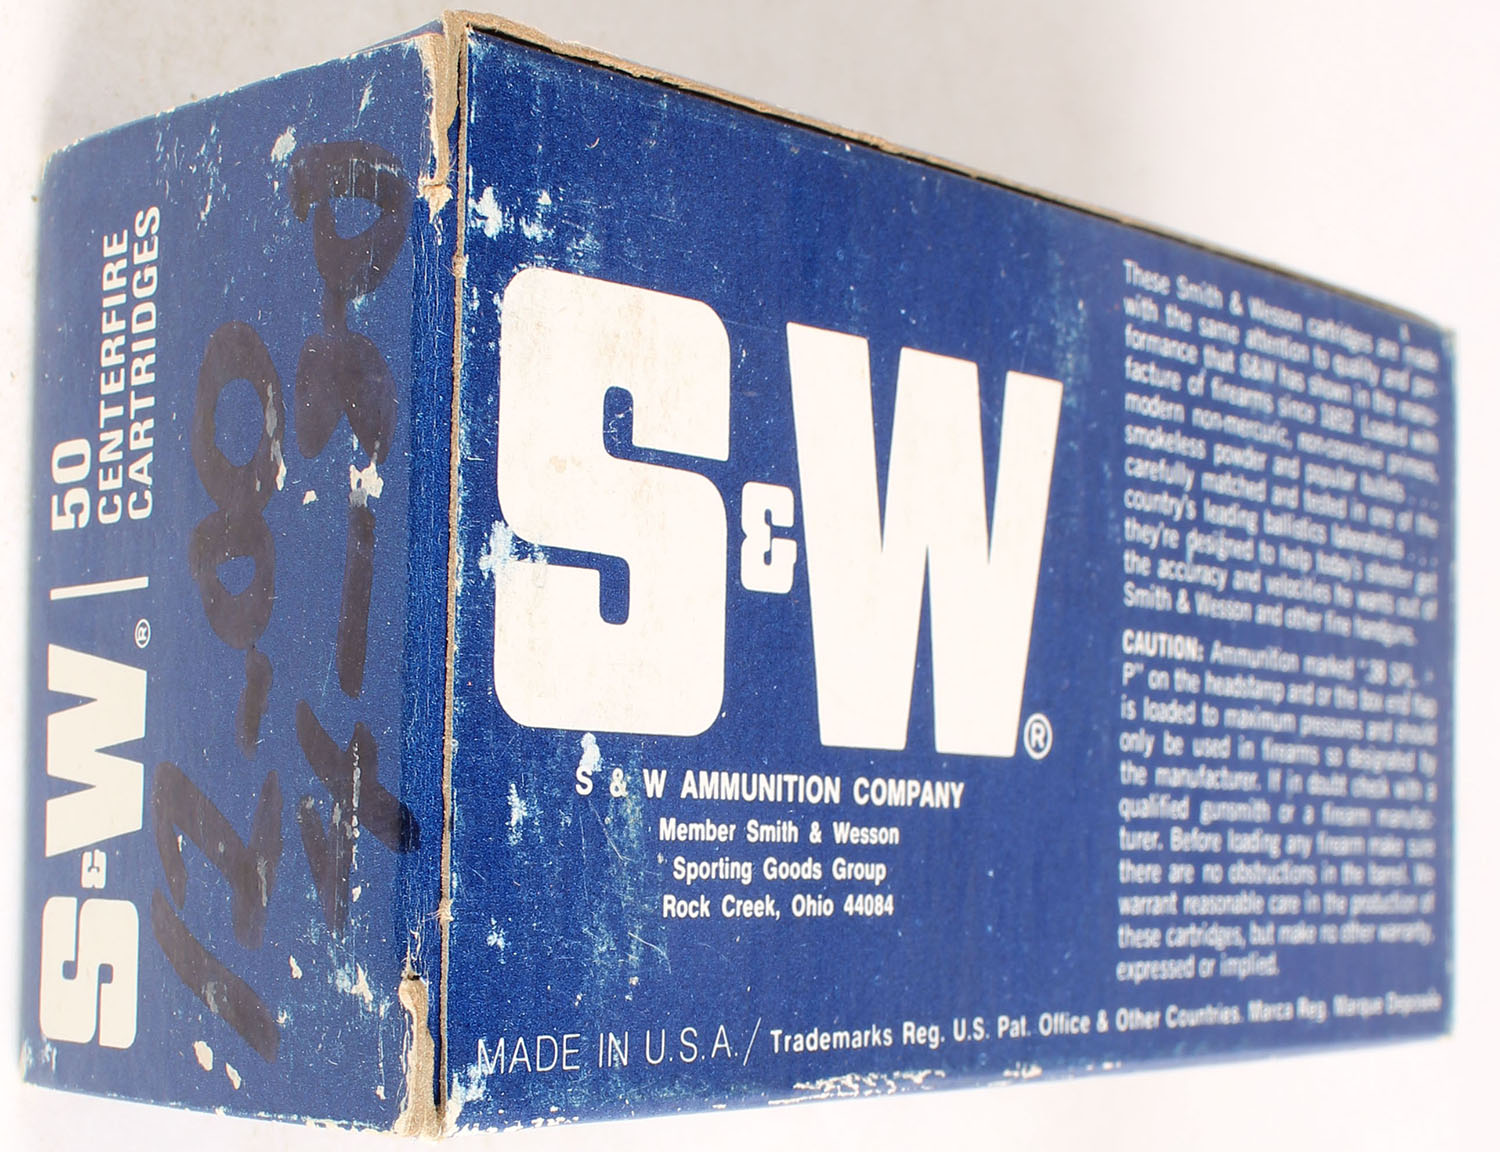 S&W® | 50
CENTERFIRE
CARTRIDGES
S&W®
S & W AMMUNITION COMPANY
Member Smith & Wesson
Sporting Goods Group
Rock Creek, Ohio 44084
MADE IN U.S.A./ Trademarks Reg. U.S. Pat. Office & Other Countries. Marca Reg. Marque Deposée
These Smith & Wesson cartridges are made
with the same attention to quality and per-
formance that S&W has shown in the manu-
facture of firearms since 1852. Loaded with
modern non-mercuric, non-corrosive primers,
smokeless powder and popular bullets . . .
carefully matched and tested in one of the
country's leading ballistics laboratories . . .
they're designed to help today's shooter get
the accuracy and velocities he wants out of
Smith & Wesson and other fine handguns.
CAUTION: Ammunition marked "38 SPL. +
P" on the headstamp and or the box end flap
is loaded to maximum pressures and should
only be used in firearms so designated by
the manufacturer. If in doubt check with a
qualified gunsmith or a firearm manufac-
turer. Before loading any firearm make sure
there are no obstructions in the barrel. We
warrant reasonable care in the production of
these cartridges, but make no other warranty,
expressed or implied.